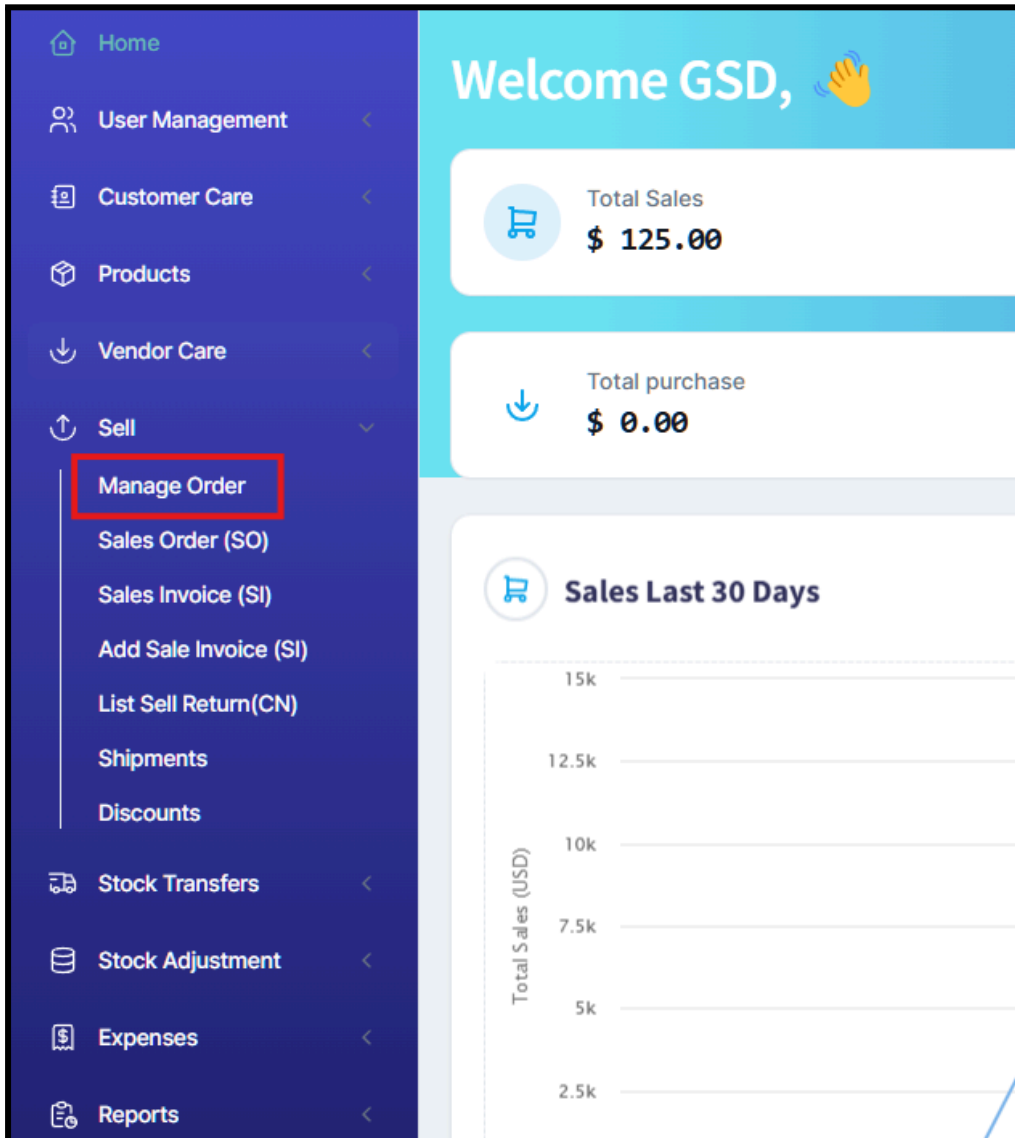 Home
User Management
Customer Care
Products
Vendor Care
Sell
Manage Order
Sales Order (SO)
Sales Invoice (SI)
Add Sale Invoice (SI)
List Sell Return(CN)
Shipments
Discounts
Stock Transfers
Stock Adjustment
Expenses
Reports
Welcome GSD, 👋
Total Sales
$ 125.00
Total purchase
$ 0.00
Sales Last 30 Days
Total Sales (USD)
15k
12.5k
10k
7.5k
5k
2.5k